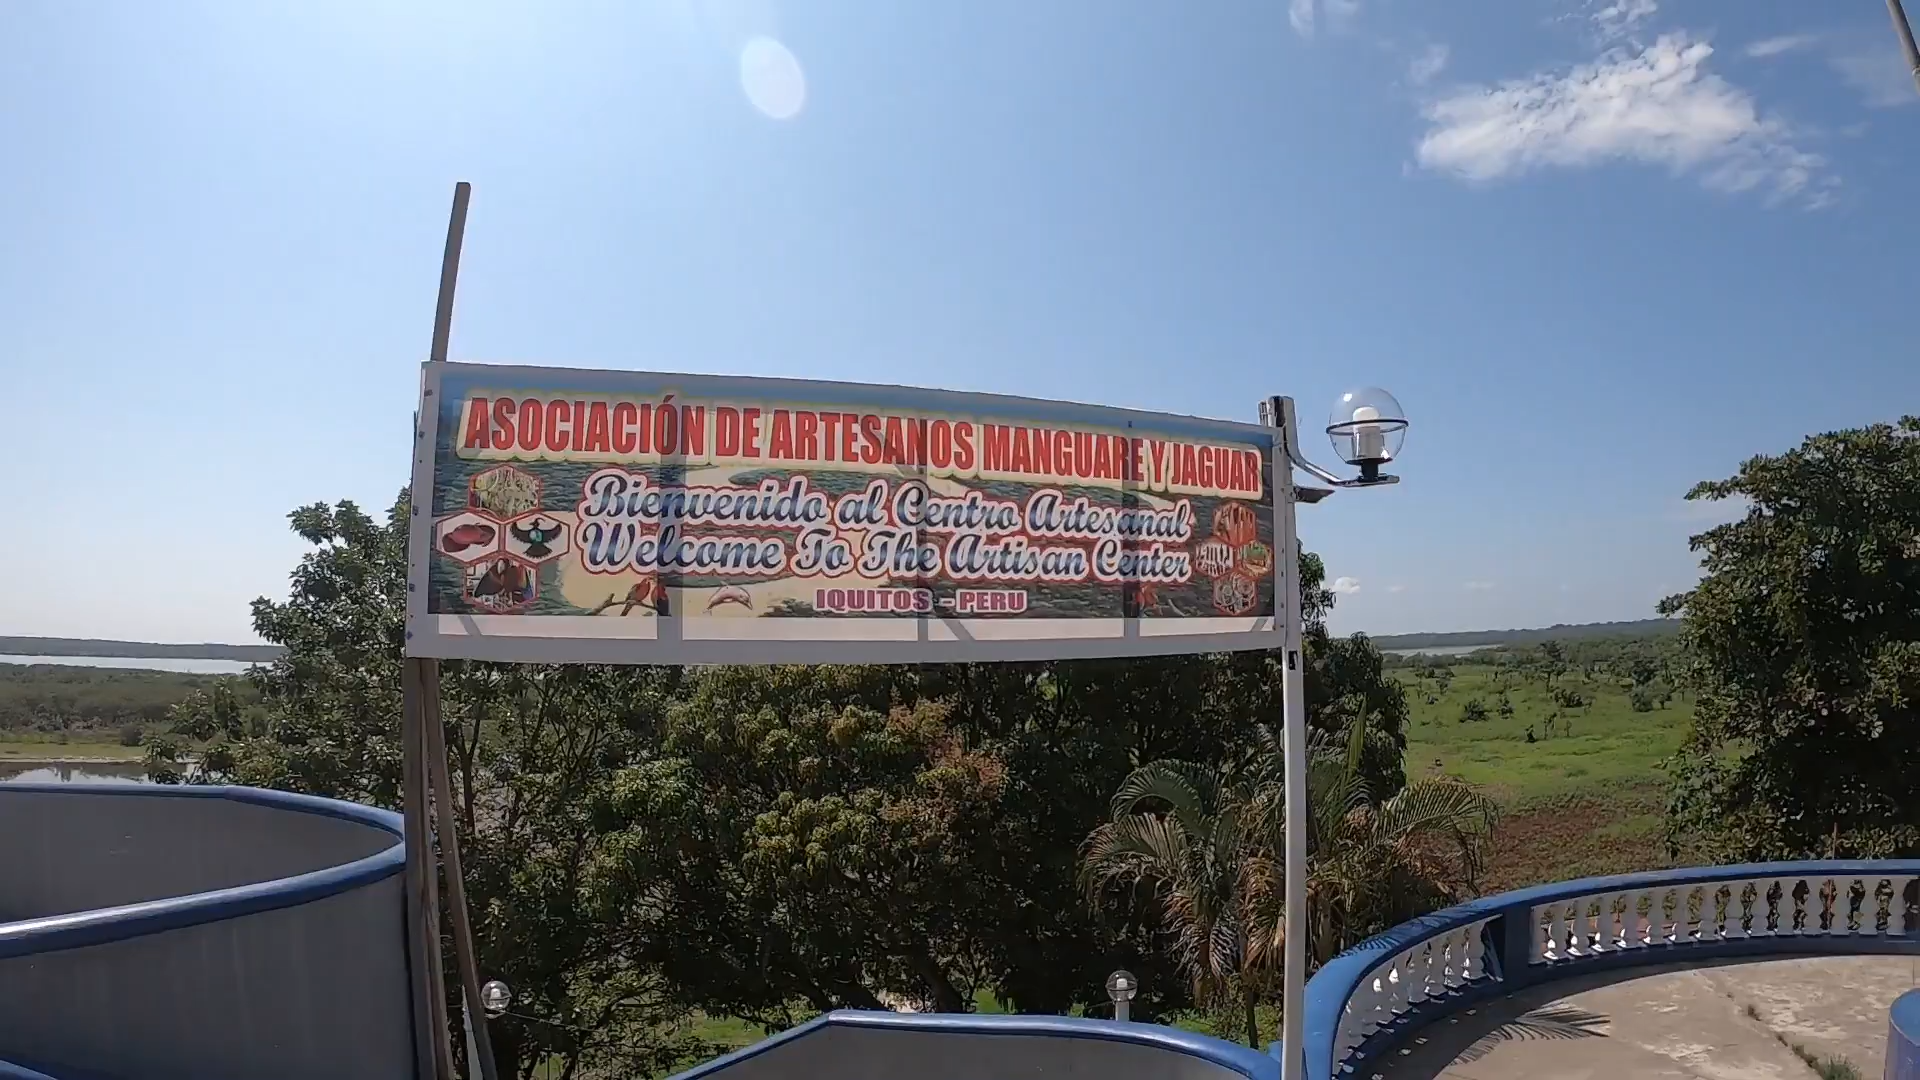 ASOCIACIÓN DE ARTESANOS MANGUARE Y JAGUAR
Bienvenido al Centro Artesanal
Welcome To The Artisan Center
IQUITOS - PERU